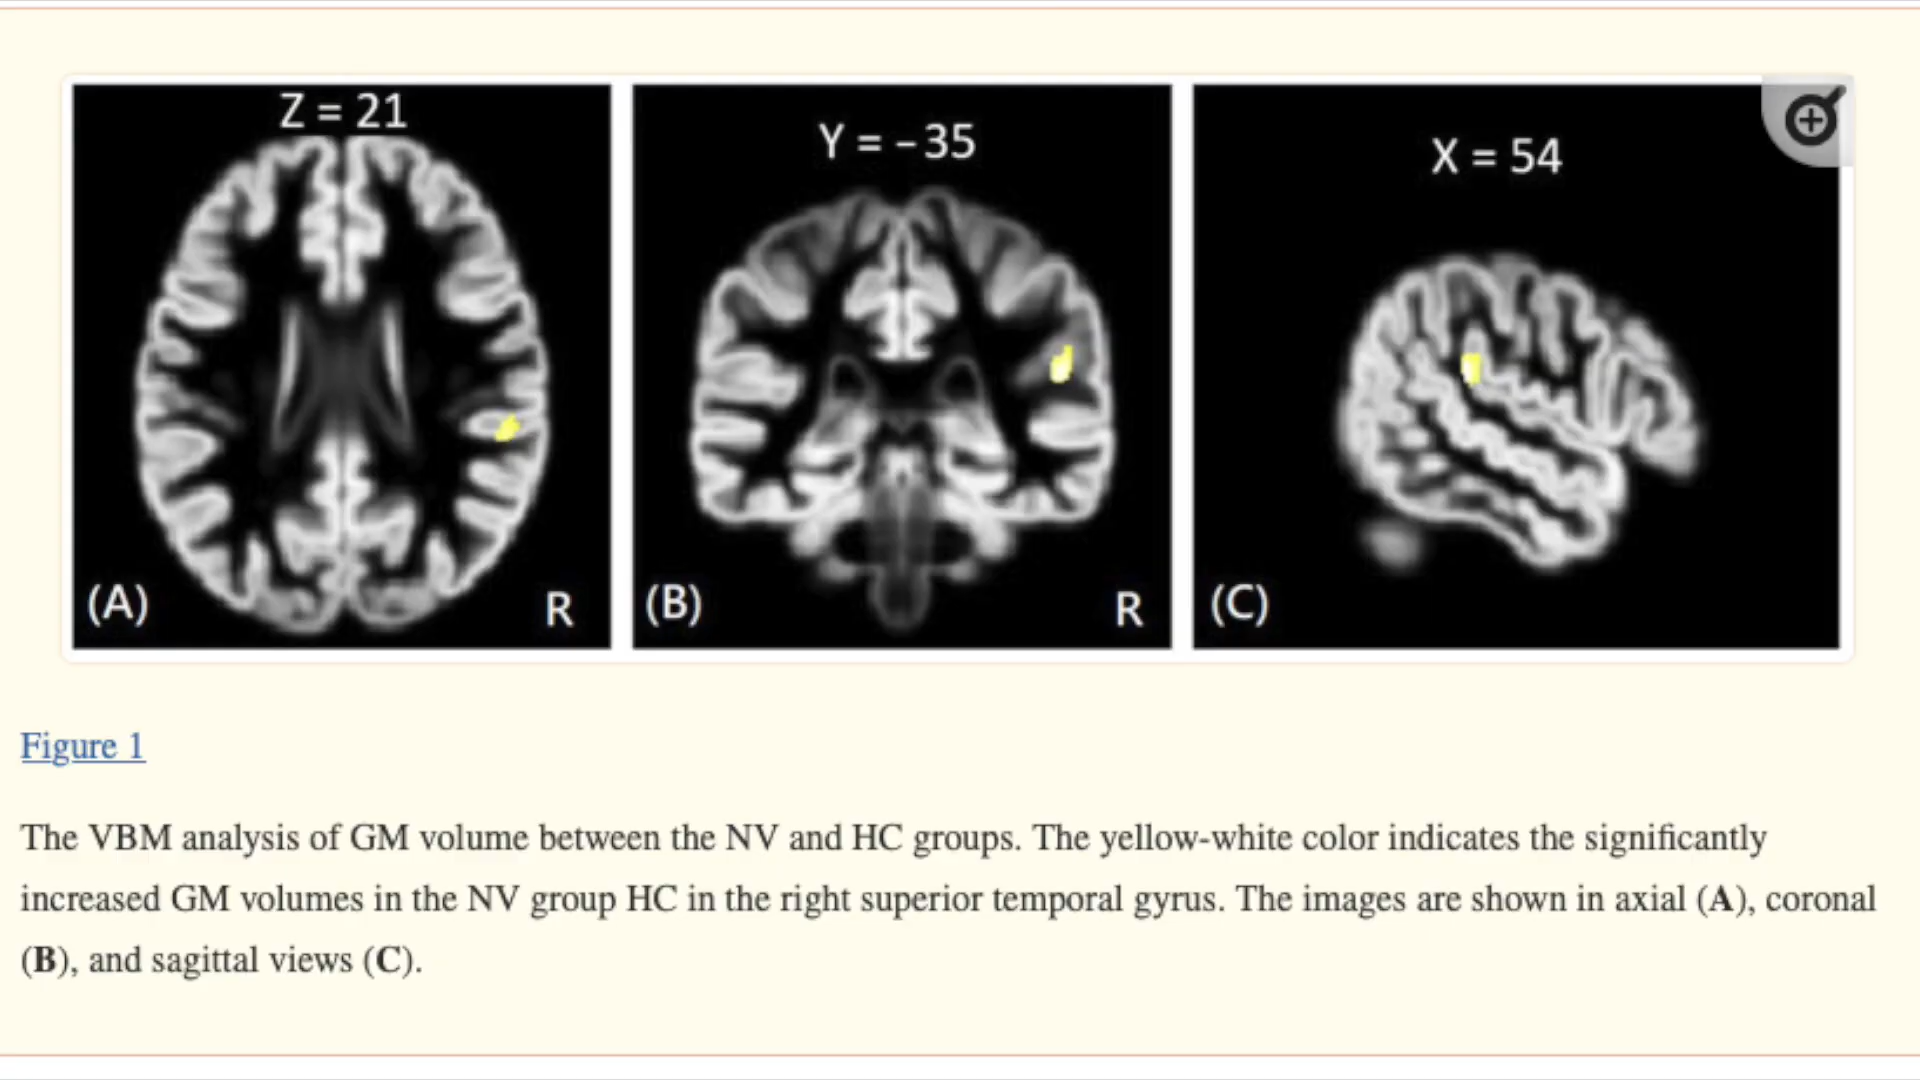 Z = 21
Y = −35
X = 54
(A)
R
(B)
R
(C)
Figure 1
The VBM analysis of GM volume between the NV and HC groups. The yellow-white color indicates the significantly
increased GM volumes in the NV group HC in the right superior temporal gyrus. The images are shown in axial (A), coronal
(B), and sagittal views (C).